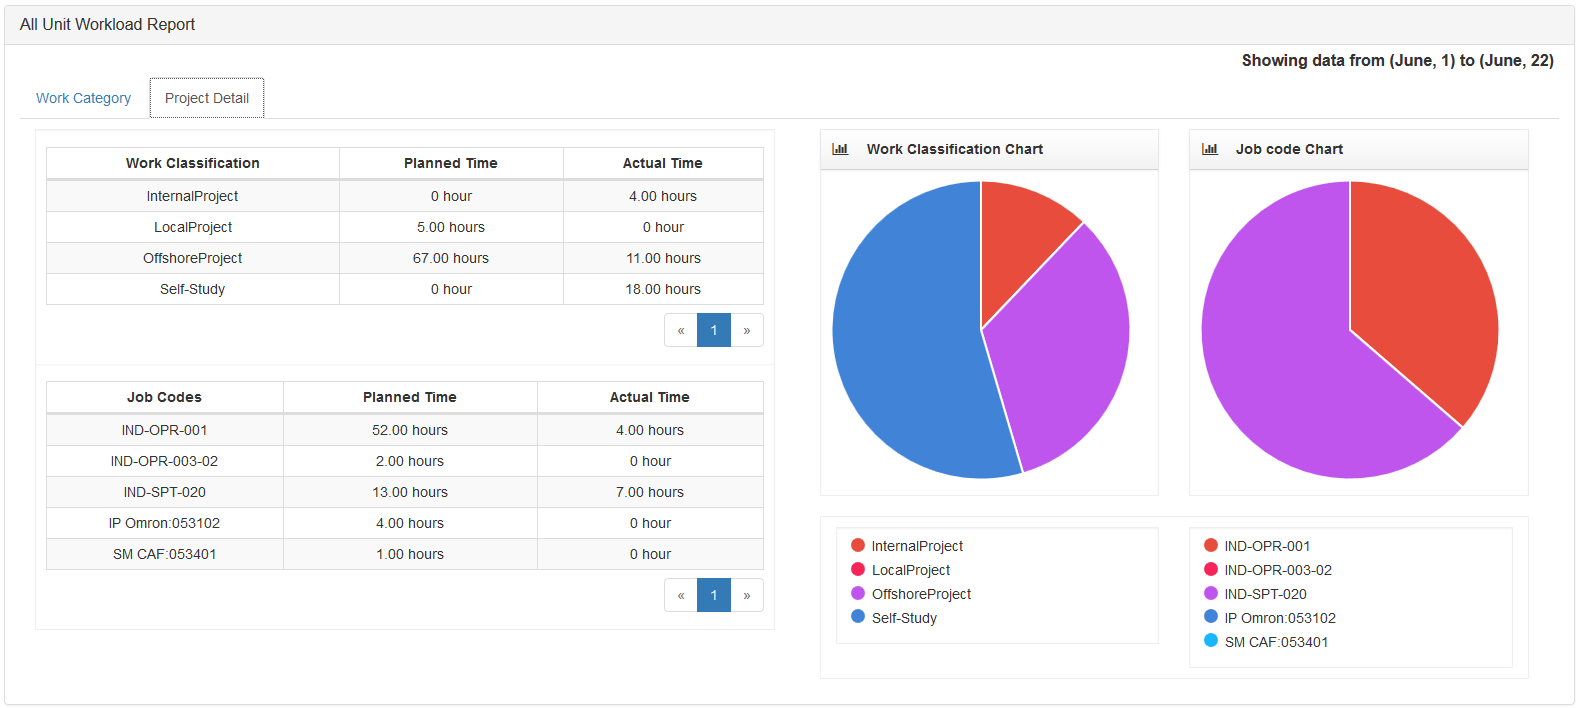 All Unit Workload Report
Showing data from (June, 1) to (June, 22)
Work Category Project Detail
Work Classification Planned Time Actual Time
InternalProject 0 hour 4.00 hours
LocalProject 5.00 hours 0 hour
OffshoreProject 67.00 hours 11.00 hours
Self-Study 0 hour 18.00 hours
« 1 »
Job Codes Planned Time Actual Time
IND-OPR-001 52.00 hours 4.00 hours
IND-OPR-003-02 2.00 hours 0 hour
IND-SPT-020 13.00 hours 7.00 hours
IP Omron:053102 4.00 hours 0 hour
SM CAF:053401 1.00 hours 0 hour
« 1 »
Work Classification Chart
InternalProject
LocalProject
OffshoreProject
Self-Study
Job code Chart
IND-OPR-001
IND-OPR-003-02
IND-SPT-020
IP Omron:053102
SM CAF:053401